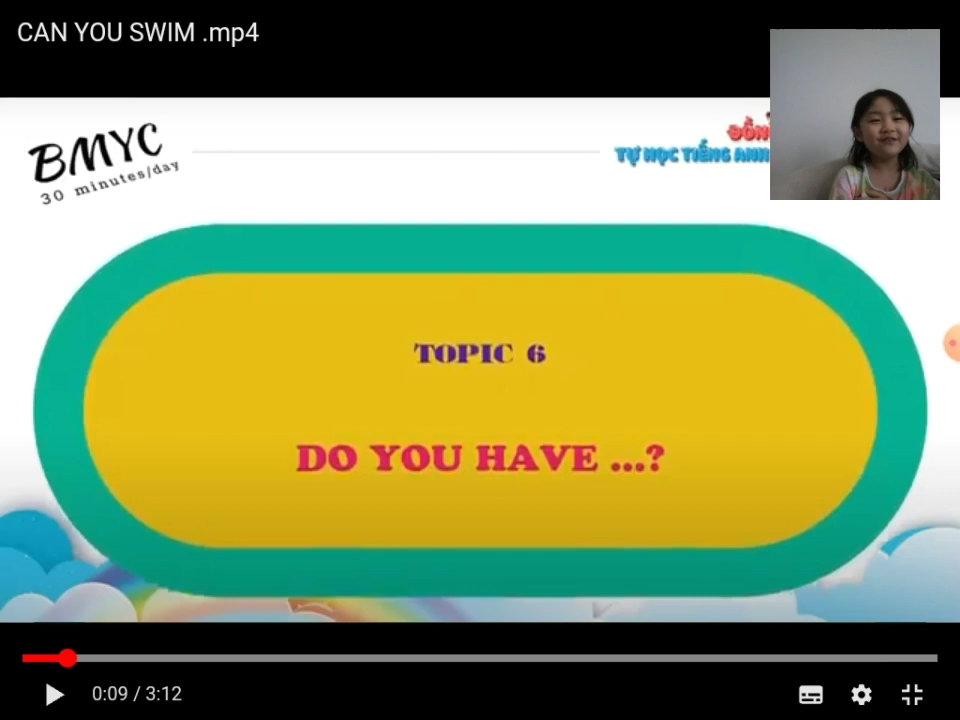 CAN YOU SWIM .mp4
BMYC
30 minutes/day
TỰ HỌC TIẾNG ANH
TOPIC 6
DO YOU HAVE ...?
0:09 / 3:12